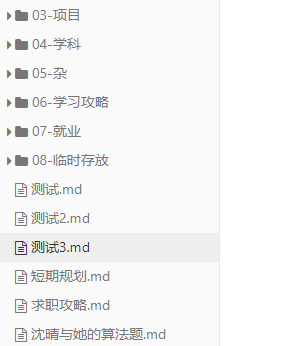 03-项目
04-学科
05-杂
06-学习攻略
07-就业
08-临时存放
测试.md
测试2.md
测试3.md
短期规划.md
求职攻略.md
沈晴与她的算法题.md